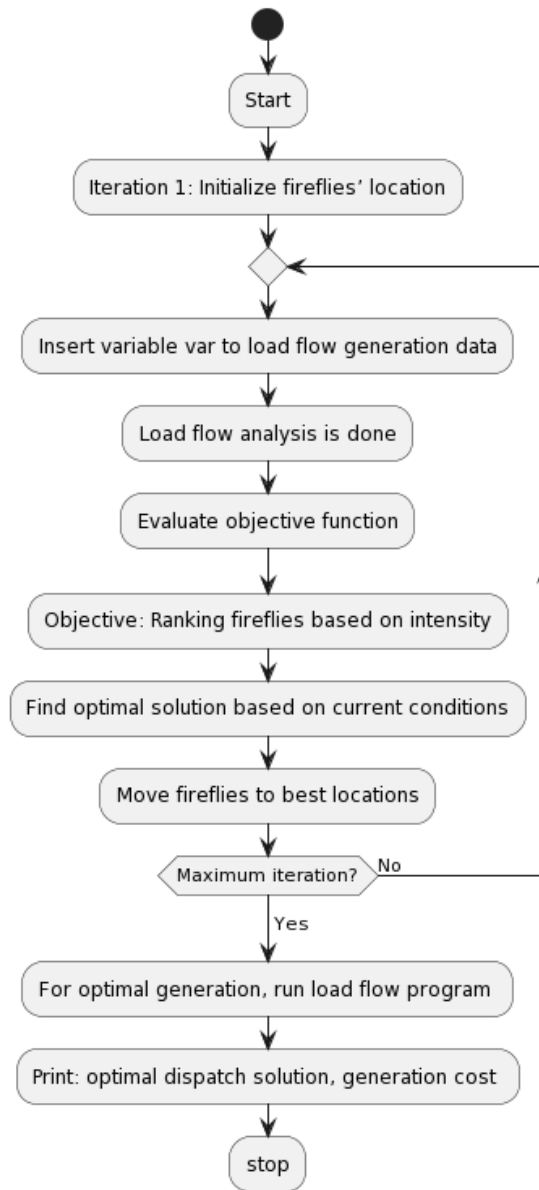 Start
Iteration 1: Initialize fireflies’ location
Insert variable var to load flow generation data
Load flow analysis is done
Evaluate objective function
Objective: Ranking fireflies based on intensity
Find optimal solution based on current conditions
Move fireflies to best locations
Maximum iteration?
No
Yes
For optimal generation, run load flow program
Print: optimal dispatch solution, generation cost
stop